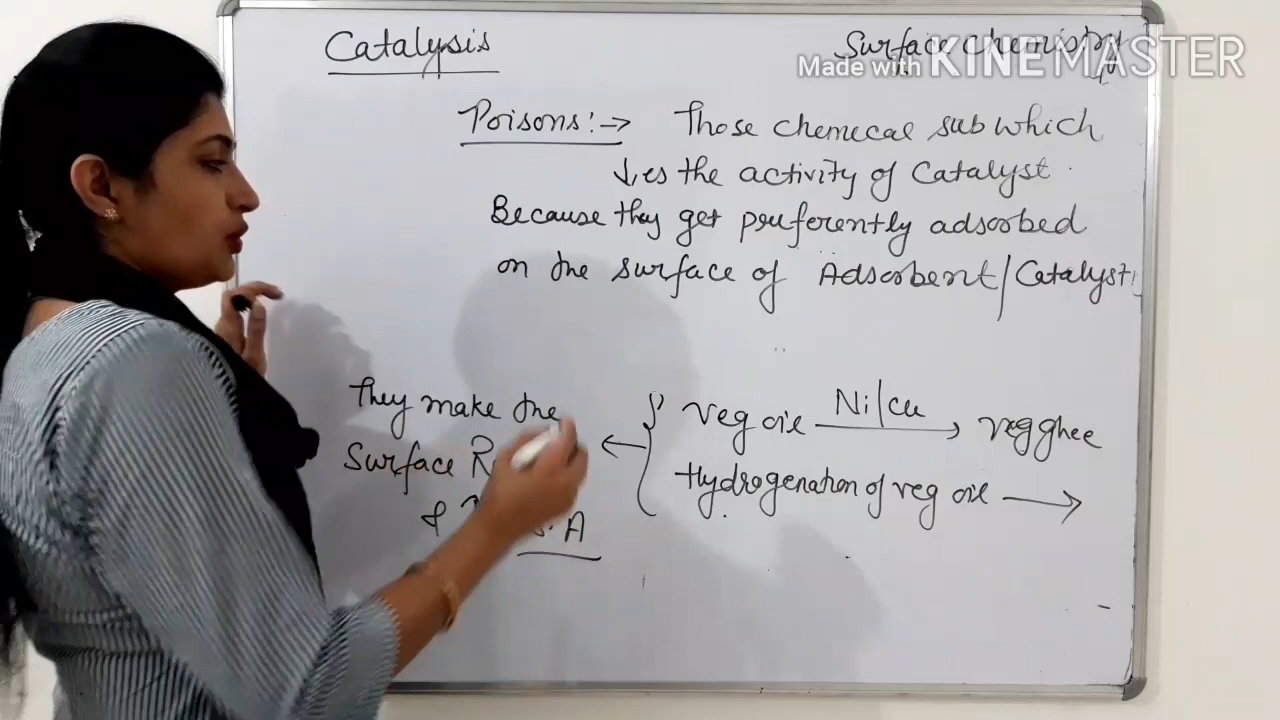 Catalysis
Surface chemistry
Made with KINEMASTER
Poisons:→ Those chemecal sub which
↓es the activity of Catalyst.
Because they get preferently adsorbed
on the surface of Adsorbent/Catalyst.
They make the
Surface
& ↑ S.A
Veg oil Ni/Cu → veg ghee
Hydrogenation of veg oil →